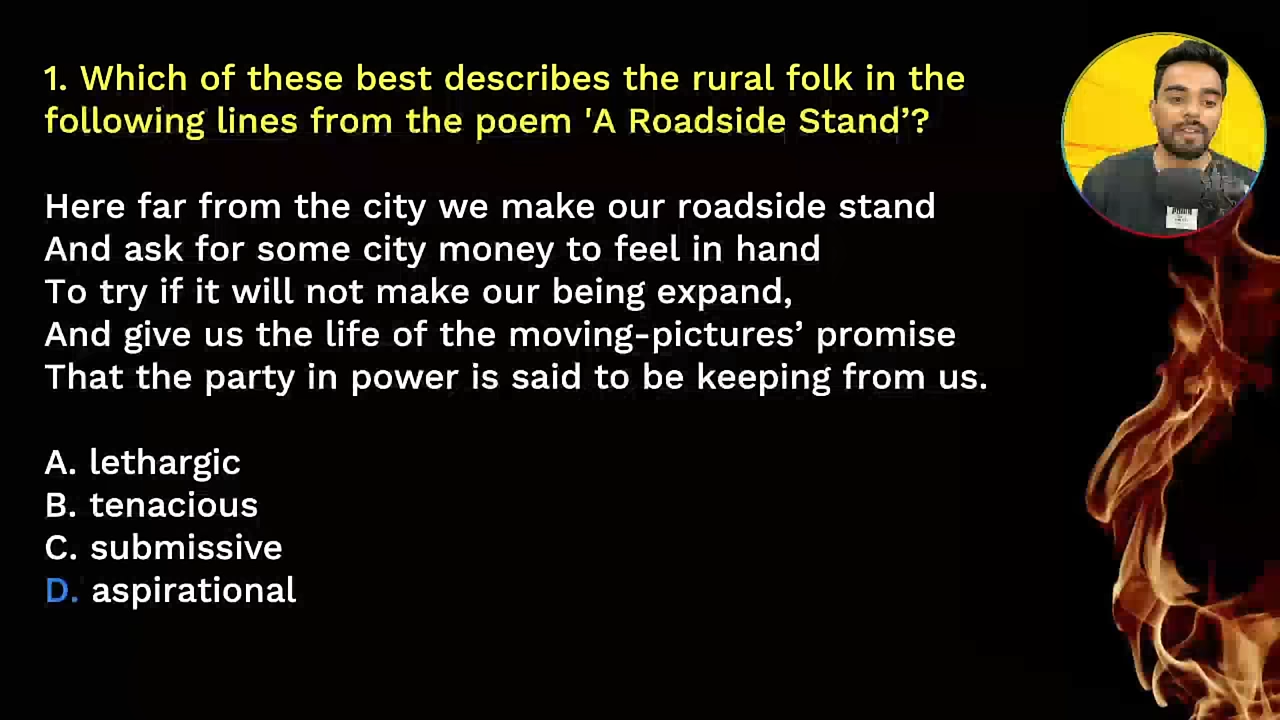 1. Which of these best describes the rural folk in the
following lines from the poem 'A Roadside Stand’?
Here far from the city we make our roadside stand
And ask for some city money to feel in hand
To try if it will not make our being expand,
And give us the life of the moving-pictures’ promise
That the party in power is said to be keeping from us.
A. lethargic
B. tenacious
C. submissive
D. aspirational